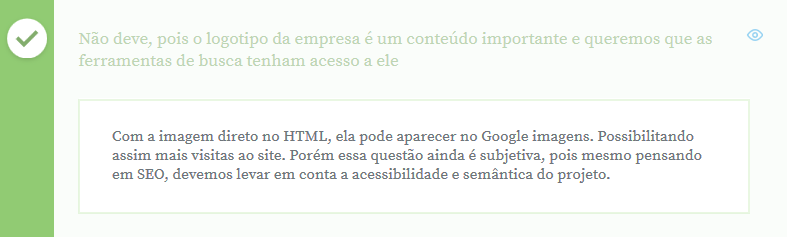 Não deve, pois o logotipo da empresa é um conteúdo importante e queremos que as
ferramentas de busca tenham acesso a ele
Com a imagem direto no HTML, ela pode aparecer no Google imagens. Possibilitando
assim mais visitas ao site. Porém essa questão ainda é subjetiva, pois mesmo pensando
em SEO, devemos levar em conta a acessibilidade e semântica do projeto.